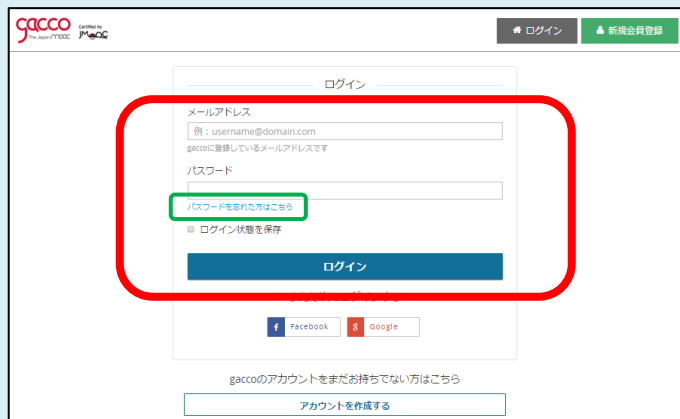 gacco
The Japan MOOC
Certified by
JMOOC
ログイン
新規会員登録
ログイン
メールアドレス
例：username@domain.com
gaccoに登録しているメールアドレスです
パスワード
パスワードを忘れた方はこちら
ログイン状態を保存
ログイン
f Facebook
g Google
gaccoのアカウントをまだお持ちでない方はこちら
アカウントを作成する